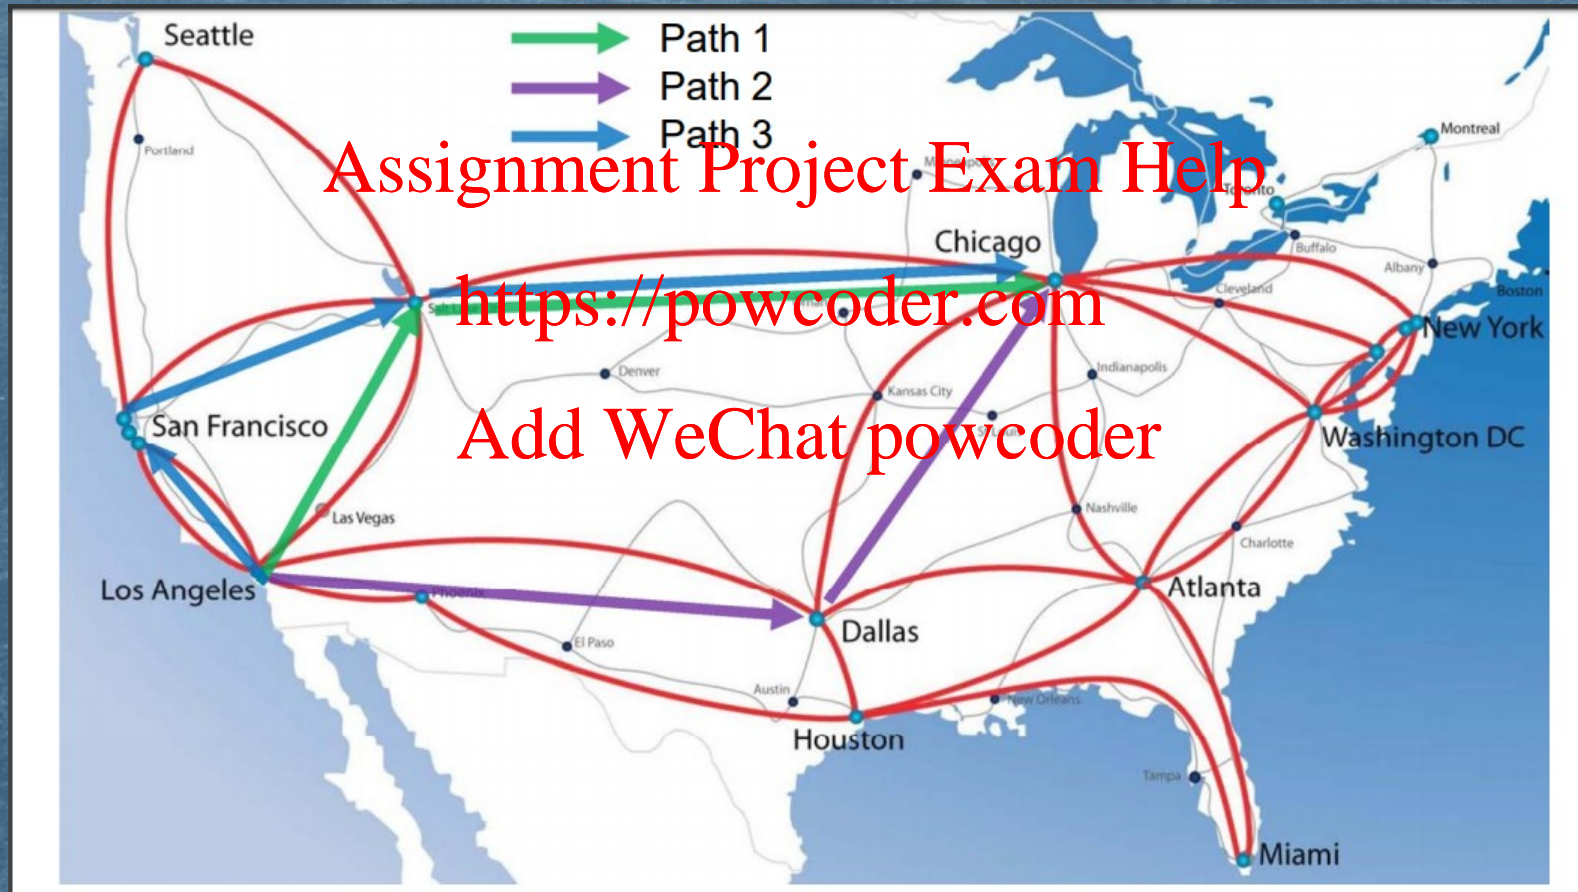 Seattle
Path 1
Path 2
Path 3
Portland
Assignment Project Exam Help
Montreal
Toronto
Chicago
Buffalo
Albany
Cleveland
Boston
https://powcoder.com
New York
Denver
Indianapolis
Kansas City
San Francisco
Add WeChat powcoder
Washington DC
Las Vegas
Nashville
Charlotte
Los Angeles
Phoenix
Atlanta
Dallas
El Paso
Austin
New Orleans
Houston
Tampa
Miami